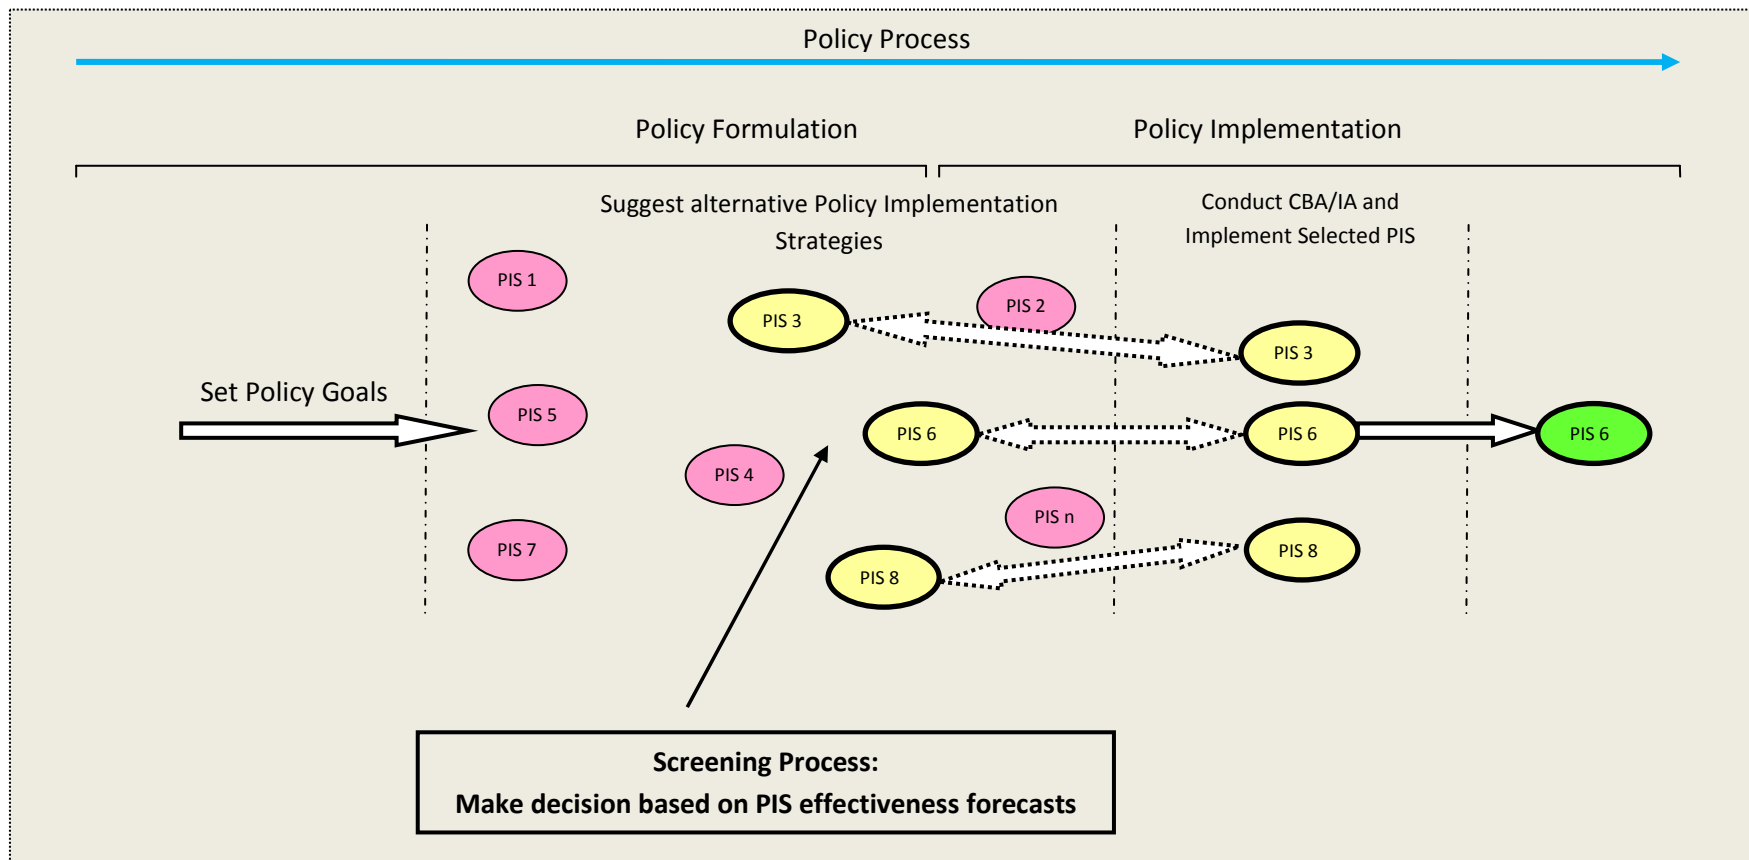 Policy Process
Policy Formulation
Policy Implementation
Suggest alternative Policy Implementation
Strategies
Conduct CBA/IA and
Implement Selected PIS
PIS 1
PIS 2
PIS 3
PIS 3
Set Policy Goals
PIS 5
PIS 6
PIS 6
PIS 6
PIS 4
PIS n
PIS 7
PIS 8
PIS 8
Screening Process:
Make decision based on PIS effectiveness forecasts